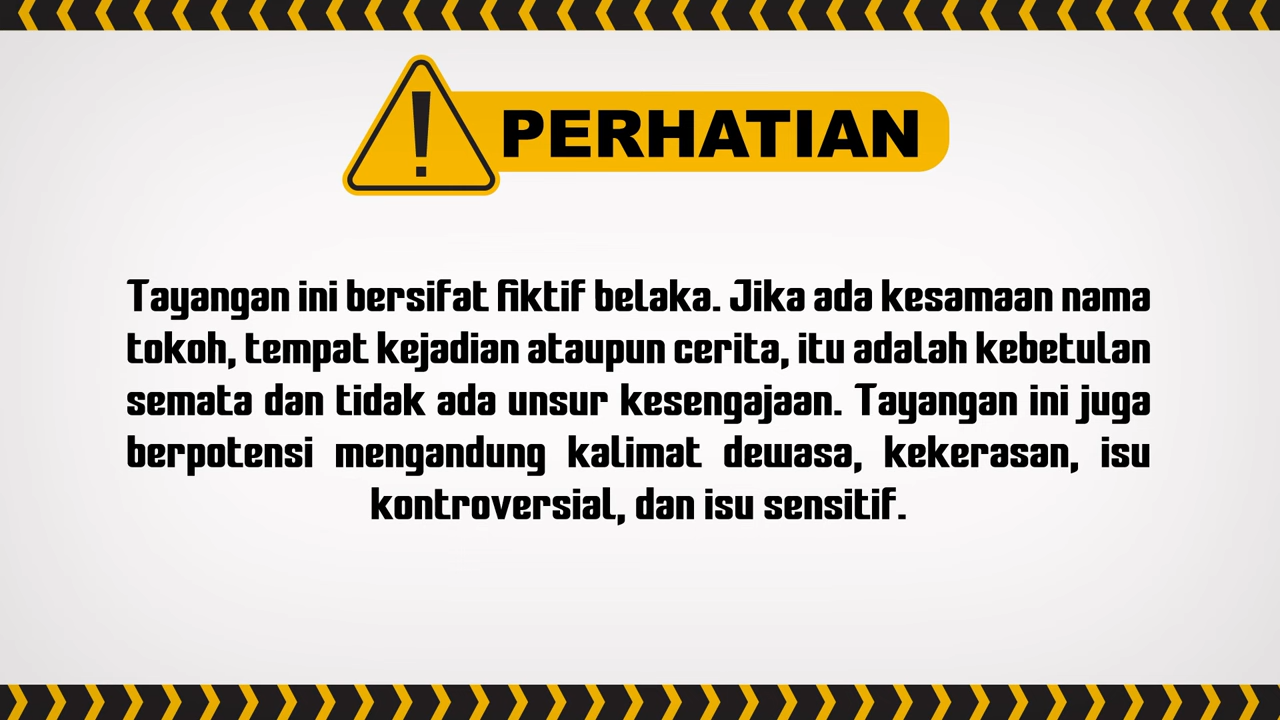 PERHATIAN
Tayangan ini bersifat fiktif belaka. Jika ada kesamaan nama
tokoh, tempat kejadian ataupun cerita, itu adalah kebetulan
semata dan tidak ada unsur kesengajaan. Tayangan ini juga
berpotensi mengandung kalimat dewasa, kekerasan, isu
kontroversial, dan isu sensitif.